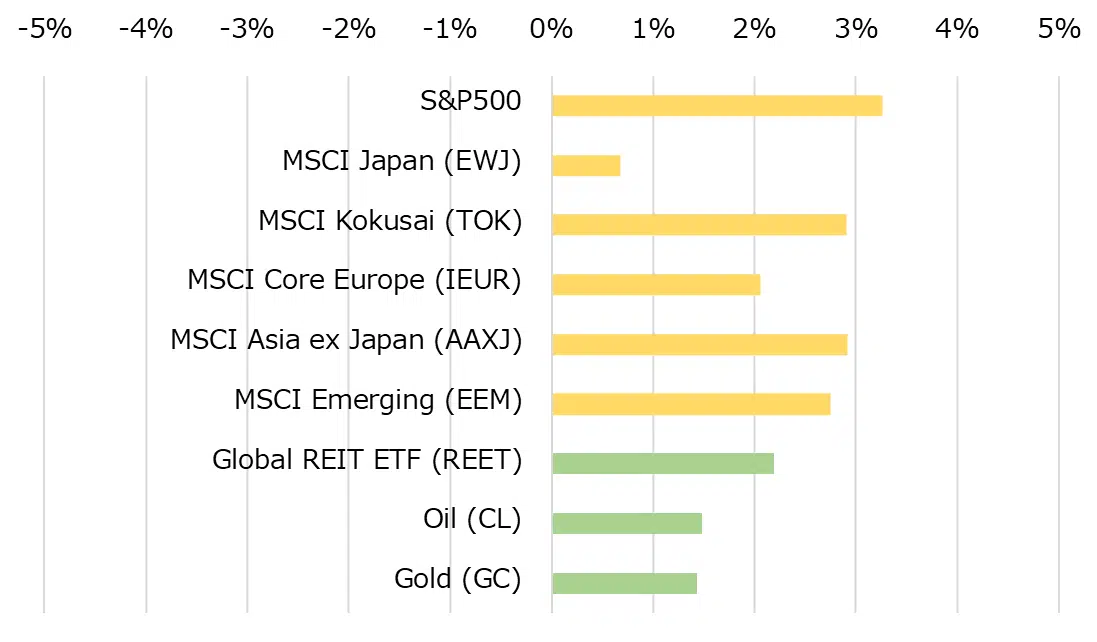 -5% -4% -3% -2% -1% 0% 1% 2% 3% 4% 5%
S&P500
MSCI Japan (EWJ)
MSCI Kokusai (TOK)
MSCI Core Europe (IEUR)
MSCI Asia ex Japan (AAXJ)
MSCI Emerging (EEM)
Global REIT ETF (REET)
Oil (CL)
Gold (GC)